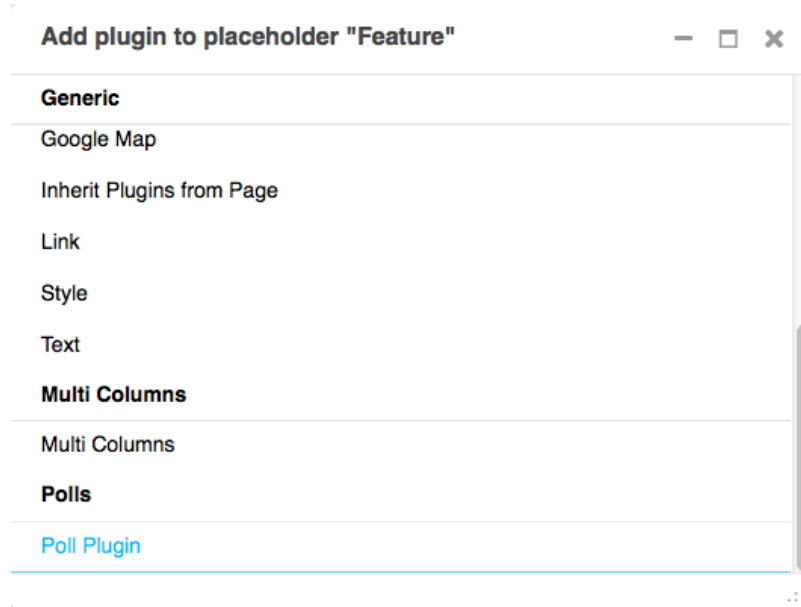 Add plugin to placeholder "Feature"
Generic
Google Map
Inherit Plugins from Page
Link
Style
Text
Multi Columns
Multi Columns
Polls
Poll Plugin